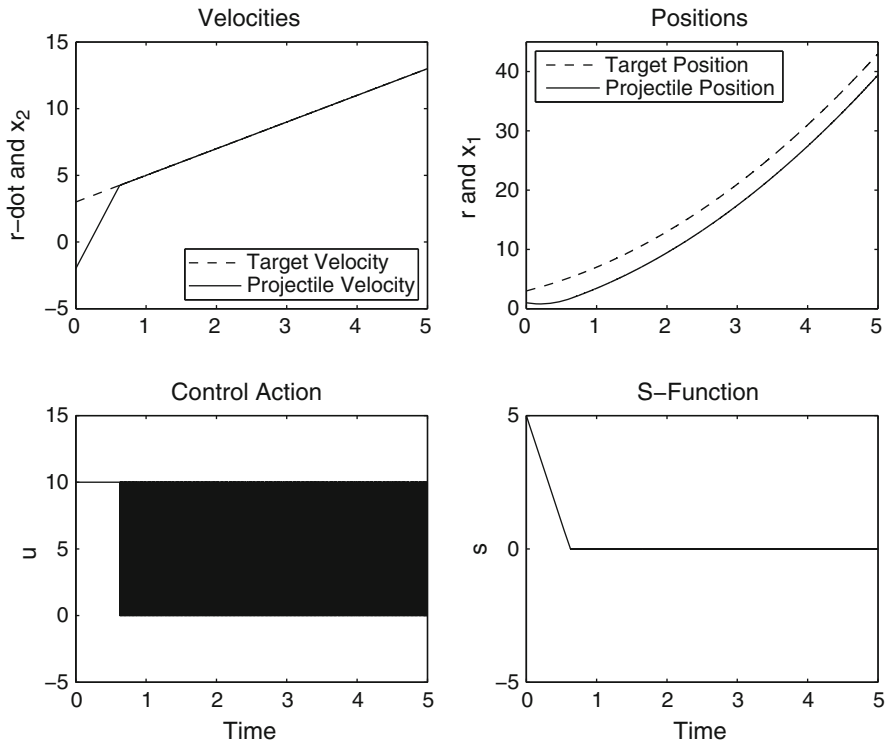 Velocities
15
10
5
0
−5
r-dot and x2
Target Velocity
Projectile Velocity
0 1 2 3 4 5
Positions
40
30
20
10
0
r and x1
Target Position
Projectile Position
0 1 2 3 4 5
Control Action
15
10
5
0
−5
u
0 1 2 3 4 5
Time
S−Function
5
0
−5
s
0 1 2 3 4 5
Time